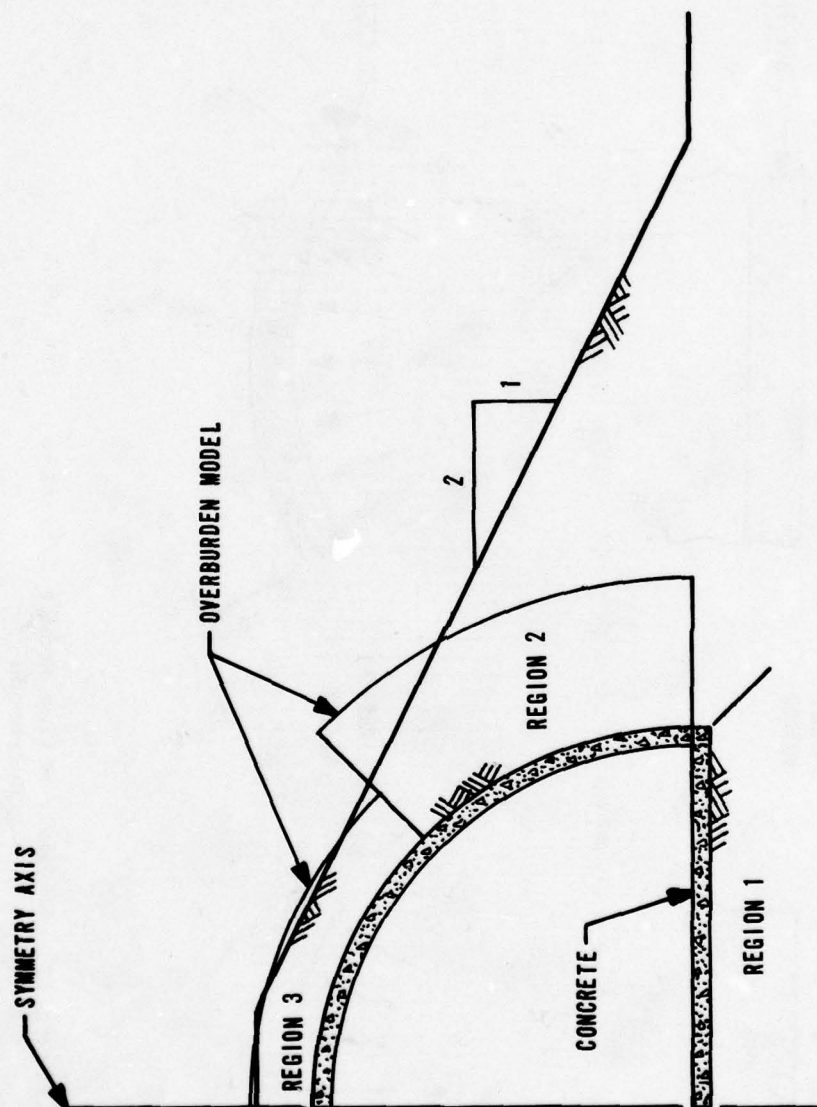 SYMMETRY AXIS
OVERBURDEN MODEL
2
1
REGION 3
REGION 2
CONCRETE
REGION 1